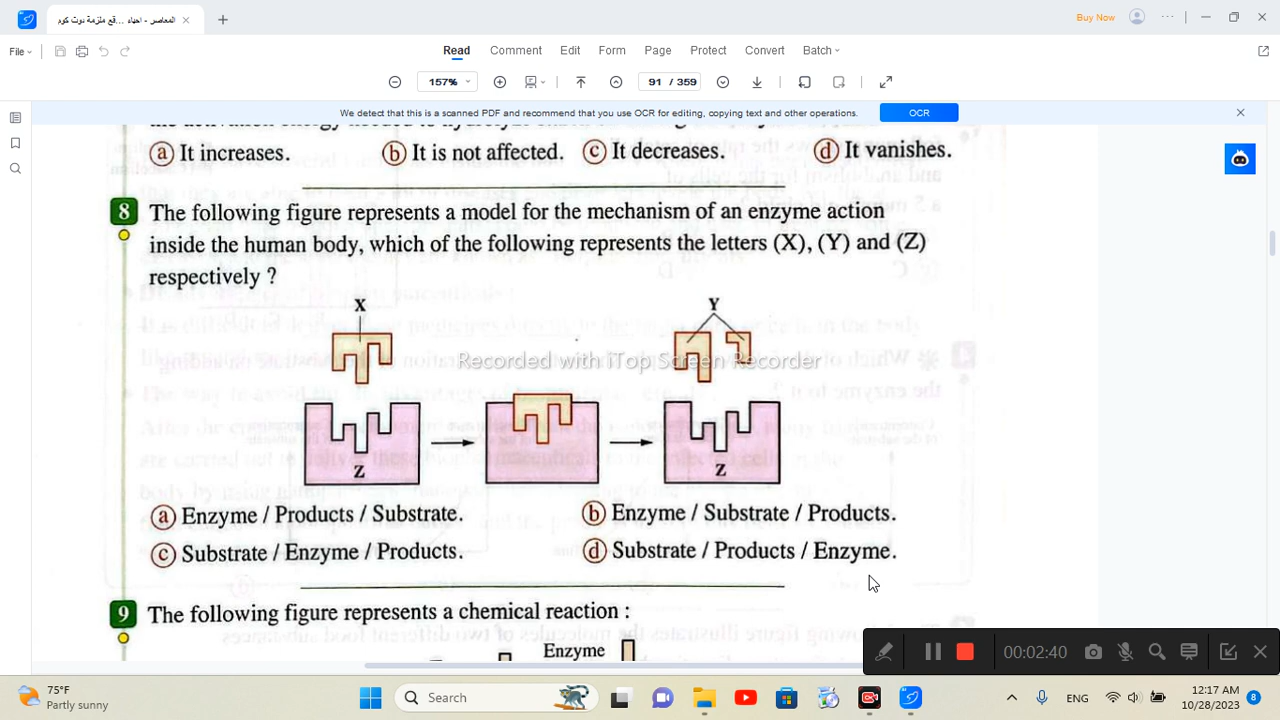 المعاصر - احياء ...قع ملزمة دوت كوم
Buy Now
File
Read Comment Edit Form Page Protect Convert Batch
157% 91 / 359
We detect that this is a scanned PDF and recommend that you use OCR for editing, copying text and other operations. OCR
a It increases. b It is not affected. c It decreases. d It vanishes.
8 The following figure represents a model for the mechanism of an enzyme action
inside the human body, which of the following represents the letters (X), (Y) and (Z)
respectively ?
X Y
Recorded with iTop Screen Recorder
Z Z
a Enzyme / Products / Substrate. b Enzyme / Substrate / Products.
c Substrate / Enzyme / Products. d Substrate / Products / Enzyme.
9 The following figure represents a chemical reaction :
Enzyme
00:02:40
75°F
Partly sunny
Search
ENG
12:17 AM
10/28/2023
8